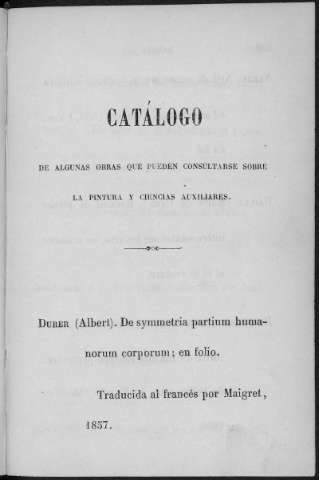 CATÁLOGO
DE ALGUNAS OBRAS QUE PUEDEN CONSULTARSE SOBRE
LA PINTURA Y CIENCIAS AUXILIARES.
DURER (Albert). De symmetria partium huma-
norum corporum; en folio.
Traducida al francés por Maigret,
1857.